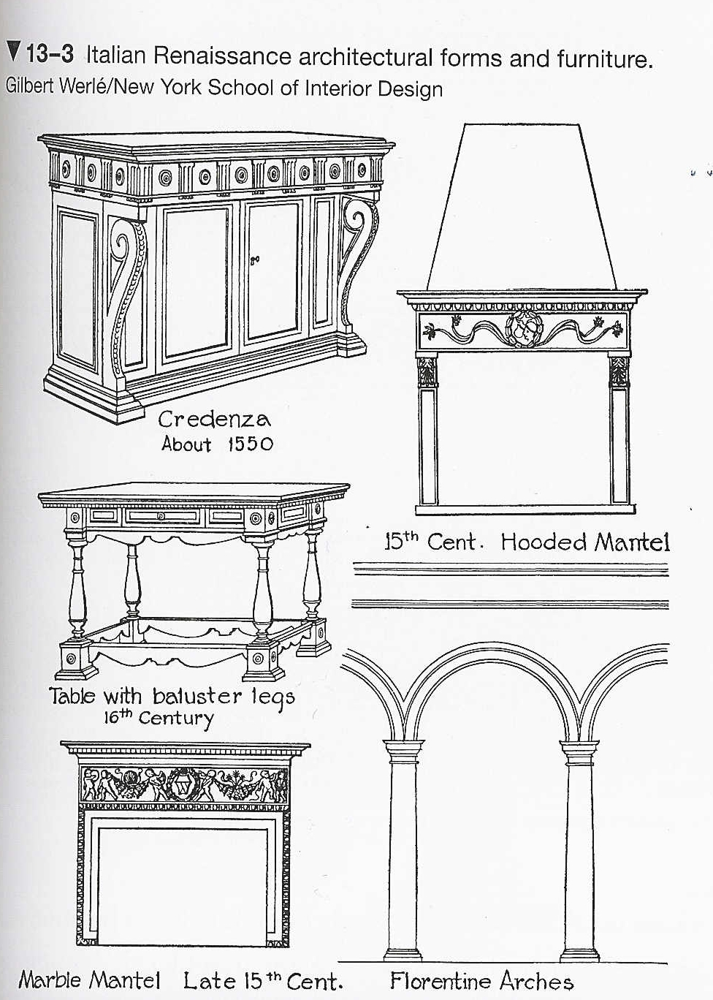 ▼13–3 Italian Renaissance architectural forms and furniture.
Gilbert Werlé/New York School of Interior Design
Credenza
About 1550
15th Cent. Hooded Mantel
Table with baluster legs
16th Century
W
Marble Mantel Late 15th Cent.
Florentine Arches